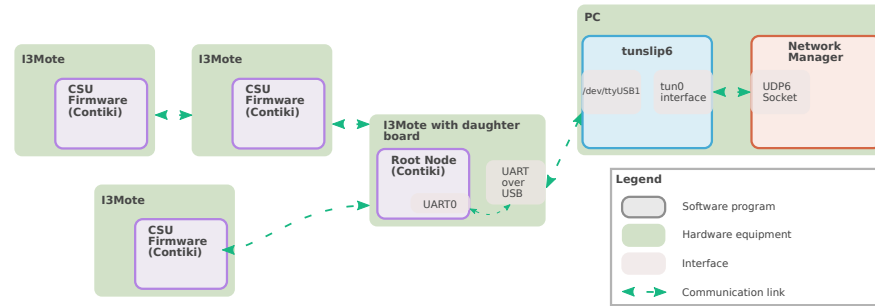 I3Mote
CSU
Firmware
(Contiki)
I3Mote
CSU
Firmware
(Contiki)
I3Mote with daughter
board
Root Node
(Contiki)
UART0
UART
over
USB
I3Mote
CSU
Firmware
(Contiki)
PC
tunslip6
/dev/ttyUSB1
tun0
interface
Network
Manager
UDP6
Socket
Legend
Software program
Hardware equipment
Interface
Communication link